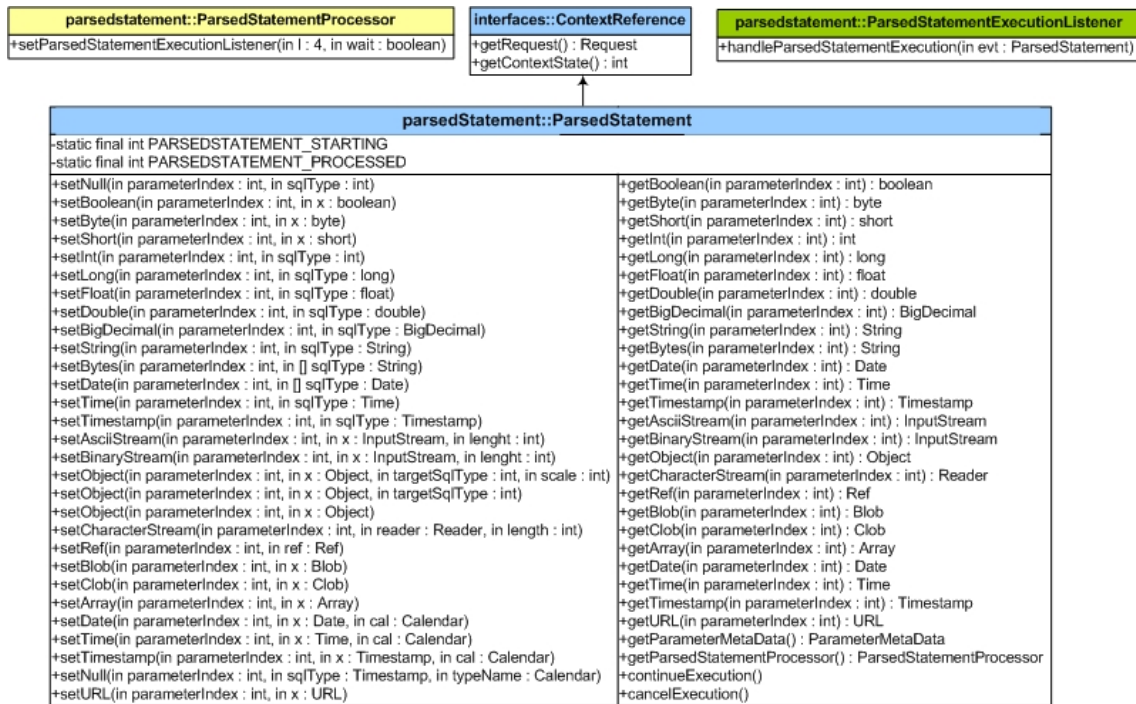 parsedstatement::ParsedStatementProcessor
+setParsedStatementExecutionListener(in l : 4, in wait : boolean)
interfaces::ContextReference
+getRequest() : Request
+getContextState() : int
parsedstatement::ParsedStatementExecutionListener
+handleParsedStatementExecution(in evt : ParsedStatement)
parsedStatement::ParsedStatement
-static final int PARSEDSTATEMENT_STARTING
-static final int PARSEDSTATEMENT_PROCESSED
+setNull(in parameterIndex : int, in sqlType : int)
+setBoolean(in parameterIndex : int, in x : boolean)
+setByte(in parameterIndex : int, in x : byte)
+setShort(in parameterIndex : int, in x : short)
+setInt(in parameterIndex : int, in sqlType : int)
+setLong(in parameterIndex : int, in sqlType : long)
+setFloat(in parameterIndex : int, in sqlType : float)
+setDouble(in parameterIndex : int, in sqlType : double)
+setBigDecimal(in parameterIndex : int, in sqlType : BigDecimal)
+setString(in parameterIndex : int, in sqlType : String)
+setBytes(in parameterIndex : int, in [] sqlType : String)
+setDate(in parameterIndex : int, in [] sqlType : Date)
+setTime(in parameterIndex : int, in sqlType : Time)
+setTimestamp(in parameterIndex : int, in sqlType : Timestamp)
+setAsciiStream(in parameterIndex : int, in x : InputStream, in lenght : int)
+setBinaryStream(in parameterIndex : int, in x : InputStream, in lenght : int)
+setObject(in parameterIndex : int, in x : Object, in targetSqlType : int, in scale : int)
+setObject(in parameterIndex : int, in x : Object, in targetSqlType : int)
+setObject(in parameterIndex : int, in x : Object)
+setCharacterStream(in parameterIndex : int, in reader : Reader, in length : int)
+setRef(in parameterIndex : int, in ref : Ref)
+setBlob(in parameterIndex : int, in x : Blob)
+setClob(in parameterIndex : int, in x : Clob)
+setArray(in parameterIndex : int, in x : Array)
+setDate(in parameterIndex : int, in x : Date, in cal : Calendar)
+setTime(in parameterIndex : int, in x : Time, in cal : Calendar)
+setTimestamp(in parameterIndex : int, in x : Timestamp, in cal : Calendar)
+setNull(in parameterIndex : int, in sqlType : Timestamp, in typeName : Calendar)
+setURL(in parameterIndex : int, in x : URL)
+getBoolean(in parameterIndex : int) : boolean
+getByte(in parameterIndex : int) : byte
+getShort(in parameterIndex : int) : short
+getInt(in parameterIndex : int) : int
+getLong(in parameterIndex : int) : long
+getFloat(in parameterIndex : int) : float
+getDouble(in parameterIndex : int) : double
+getBigDecimal(in parameterIndex : int) : BigDecimal
+getString(in parameterIndex : int) : String
+getBytes(in parameterIndex : int) : String
+getDate(in parameterIndex : int) : Date
+getTime(in parameterIndex : int) : Time
+getTimestamp(in parameterIndex : int) : Timestamp
+getAsciiStream(in parameterIndex : int) : InputStream
+getBinaryStream(in parameterIndex : int) : InputStream
+getObject(in parameterIndex : int) : Object
+getCharacterStream(in parameterIndex : int) : Reader
+getRef(in parameterIndex : int) : Ref
+getBlob(in parameterIndex : int) : Blob
+getClob(in parameterIndex : int) : Clob
+getArray(in parameterIndex : int) : Array
+getDate(in parameterIndex : int) : Date
+getTime(in parameterIndex : int) : Time
+getTimestamp(in parameterIndex : int) : Timestamp
+getURL(in parameterIndex : int) : URL
+getParameterMetaData() : ParameterMetaData
+getParsedStatementProcessor() : ParsedStatementProcessor
+continueExecution()
+cancelExecution()